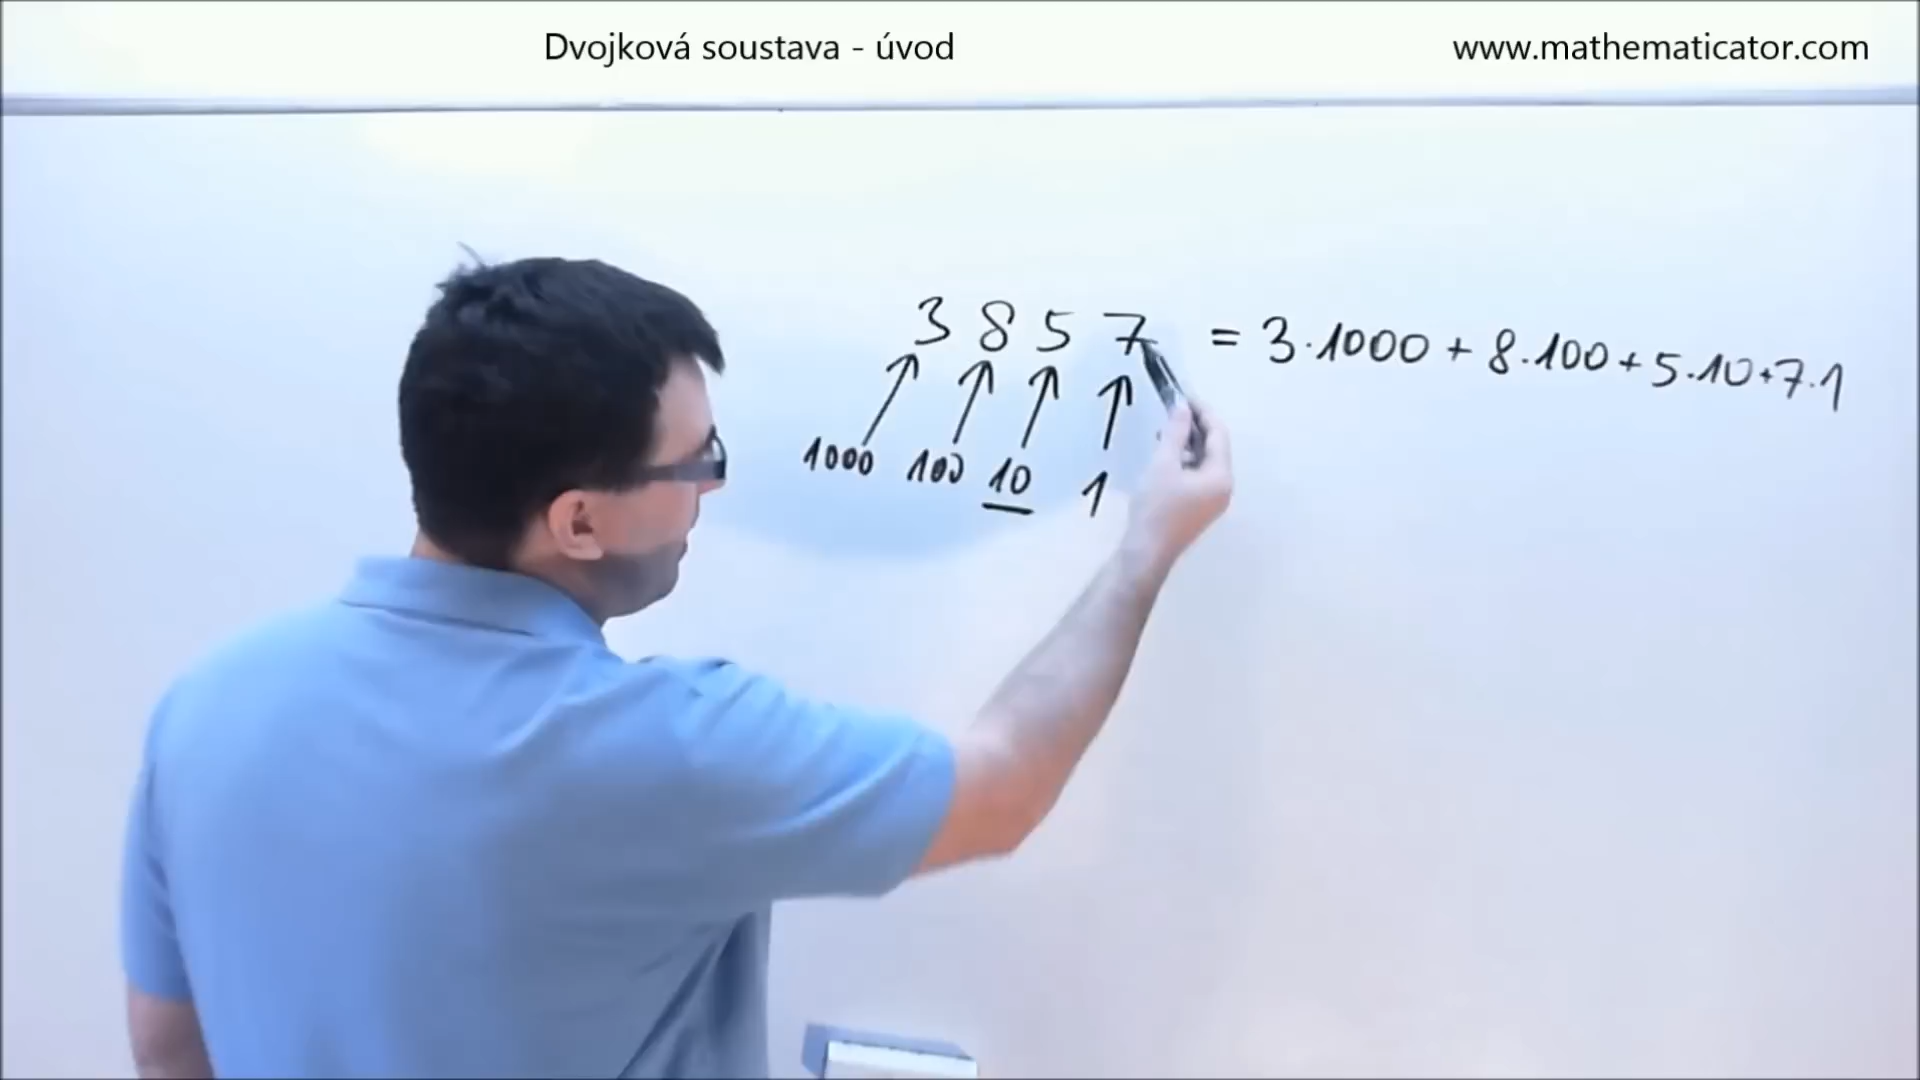 Dvojková soustava - úvod
www.mathematicator.com
3 8 5 7 = 3·1000 + 8·100 + 5·10 + 7·1
1000 100 10 1